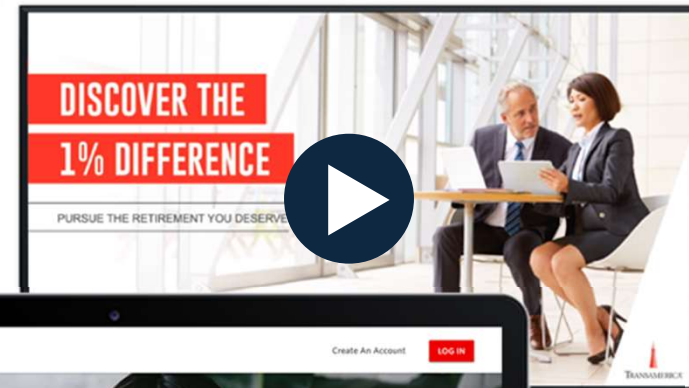 DISCOVER THE
1% DIFFERENCE
PURSUE THE RETIREMENT YOU DESERVE
Create An Account
LOG IN
TRANSAMERICA